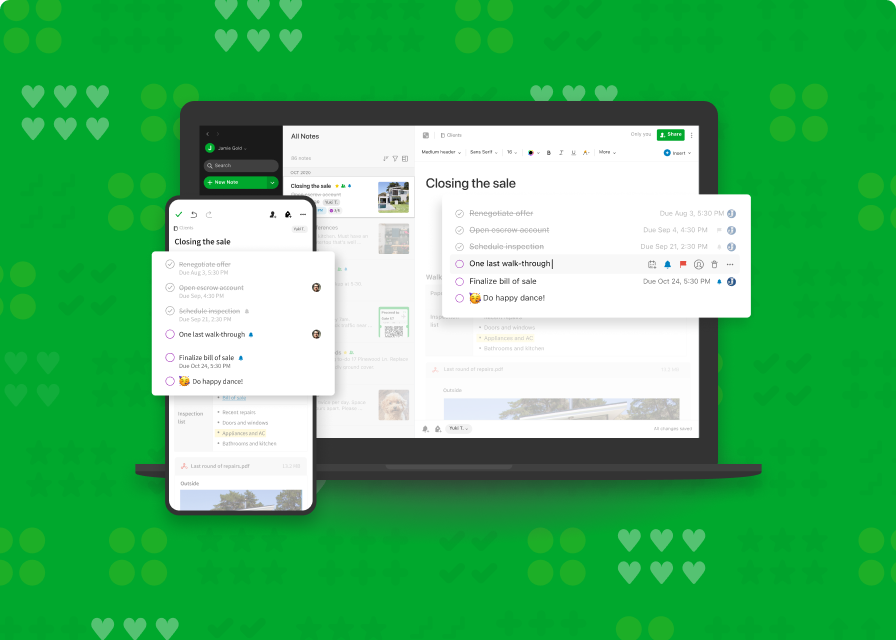 Jamie Gold
Search
New Note
All Notes
OCT 2020
Closing the sale
Yuki T.
Clients
Only you
Share
Medium header
Sans Serif
B
I
U
A
More
Insert
Closing the sale
Renegotiate offer
Due Aug 3, 5:30 PM
Open escrow account
Due Sep 4, 4:30 PM
Schedule inspection
Due Sep 21, 2:30 PM
One last walk-through
Finalize bill of sale
Due Oct 24, 5:30 PM
🥳 Do happy dance!
Recent repairs
Doors and windows
Appliances and AC
Bathrooms and kitchen
Last round of repairs.pdf
Outside
Yuki T.
All changes saved
Clients
Yuki T.
Closing the sale
Renegotiate offer
Due Aug 3, 5:30 PM
Open escrow account
Due Sep, 4:30 PM
Schedule inspection
Due Sep 21, 2:30 PM
One last walk-through
Finalize bill of sale
Due Oct 24, 5:30 PM
🥳 Do happy dance!
Bill of sale
Inspection
list
Recent repairs
Doors and windows
Appliances and AC
Bathrooms and kitchen
Last round of repairs.pdf
Outside